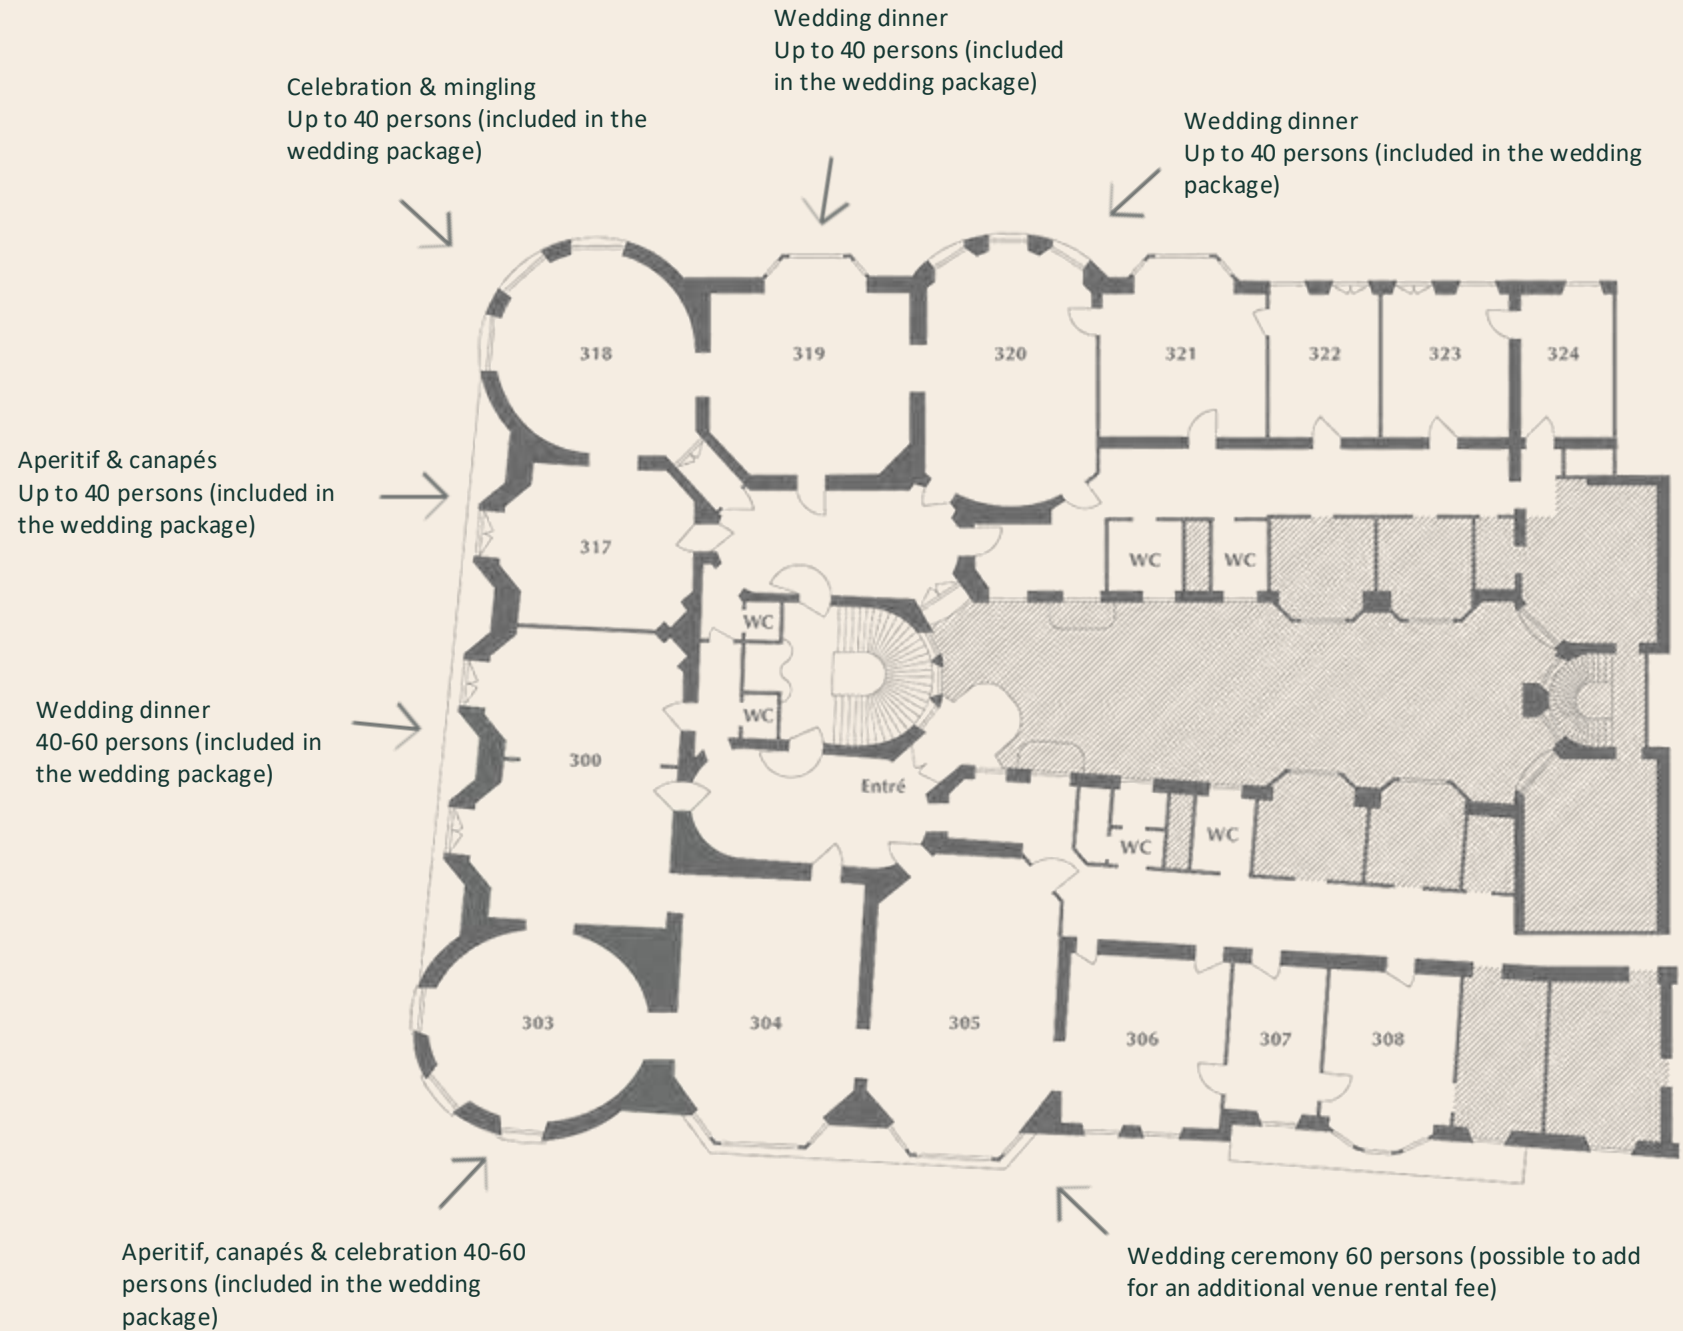 Wedding dinner
Up to 40 persons (included
in the wedding package)
Celebration & mingling
Up to 40 persons (included in the
wedding package)
Wedding dinner
Up to 40 persons (included in the wedding
package)
318
319
320
321
322
323
324
Aperitif & canapés
Up to 40 persons (included in
the wedding package)
317
WC
WC
WC
WC
Wedding dinner
40-60 persons (included in
the wedding package)
300
Entré
WC
WC
303
304
305
306
307
308
Aperitif, canapés & celebration 40-60
persons (included in the wedding
package)
Wedding ceremony 60 persons (possible to add
for an additional venue rental fee)